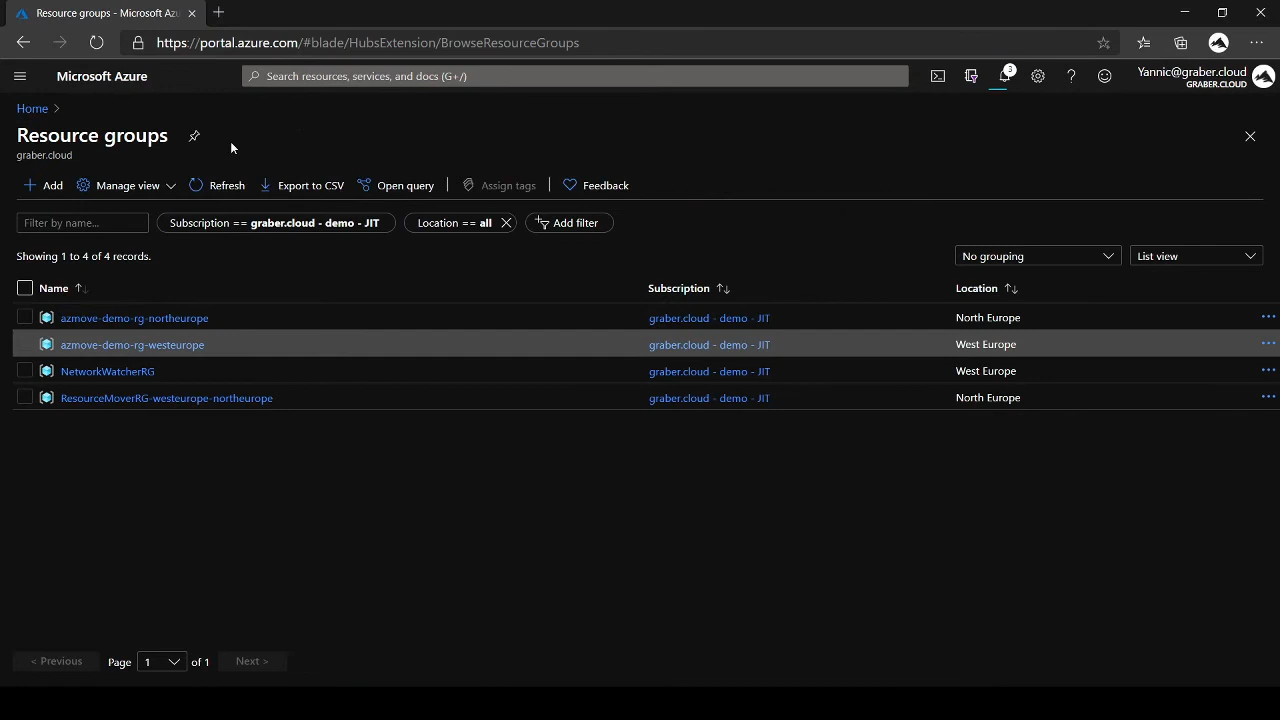 Resource groups - Microsoft Azu
https://portal.azure.com/#blade/HubsExtension/BrowseResourceGroups
Microsoft Azure
Search resources, services, and docs (G+/)
3
Yannic@graber.cloud
GRABER.CLOUD
Home
Resource groups
graber.cloud
Add
Manage view
Refresh
Export to CSV
Open query
Assign tags
Feedback
Filter by name...
Subscription == graber.cloud - demo - JIT
Location == all
Add filter
Showing 1 to 4 of 4 records.
No grouping
List view
Name
Subscription
Location
azmove-demo-rg-northeurope graber.cloud - demo - JIT North Europe
azmove-demo-rg-westeurope graber.cloud - demo - JIT West Europe
NetworkWatcherRG graber.cloud - demo - JIT West Europe
ResourceMoverRG-westeurope-northeurope graber.cloud - demo - JIT North Europe
< Previous Page 1 of 1 Next >